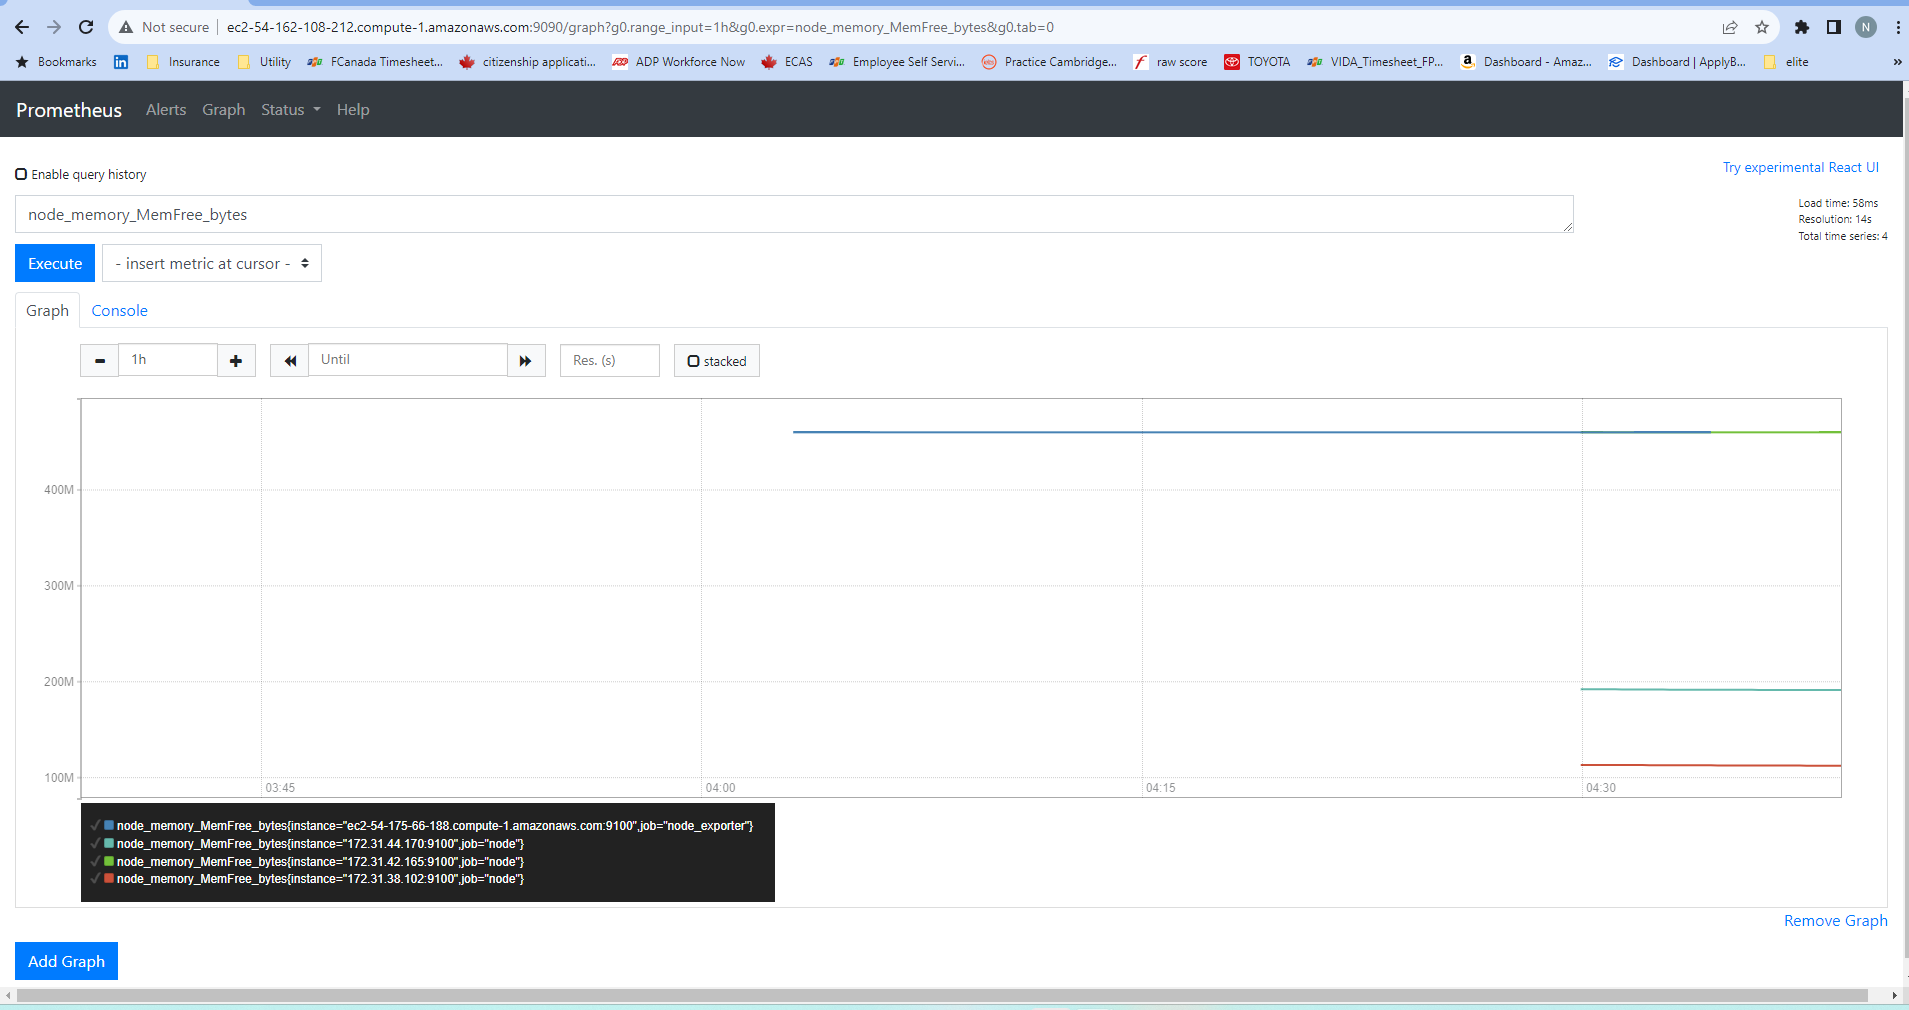 Not secure ec2-54-162-108-212.compute-1.amazonaws.com:9090/graph?g0.range_input=1h&g0.expr=node_memory_MemFree_bytes&g0.tab=0 N
Bookmarks in Insurance Utility FCanada Timesheet... citizenship applicati... ADP Workforce Now ECAS Employee Self Servi... Practice Cambridge... raw score TOYOTA VIDA_Timesheet_FP... Dashboard - Amaz... Dashboard | ApplyB... elite »
Prometheus Alerts Graph Status Help
Enable query history Try experimental React UI
node_memory_MemFree_bytes
Load time: 58ms
Resolution: 14s
Total time series: 4
Execute - insert metric at cursor -
Graph Console
1h Until Res. (s) stacked
400M
300M
200M
100M
03:45 04:00 04:15 04:30
node_memory_MemFree_bytes{instance="ec2-54-175-66-188.compute-1.amazonaws.com:9100",job="node_exporter"}
node_memory_MemFree_bytes{instance="172.31.44.170:9100",job="node"}
node_memory_MemFree_bytes{instance="172.31.42.165:9100",job="node"}
node_memory_MemFree_bytes{instance="172.31.38.102:9100",job="node"}
Remove Graph
Add Graph